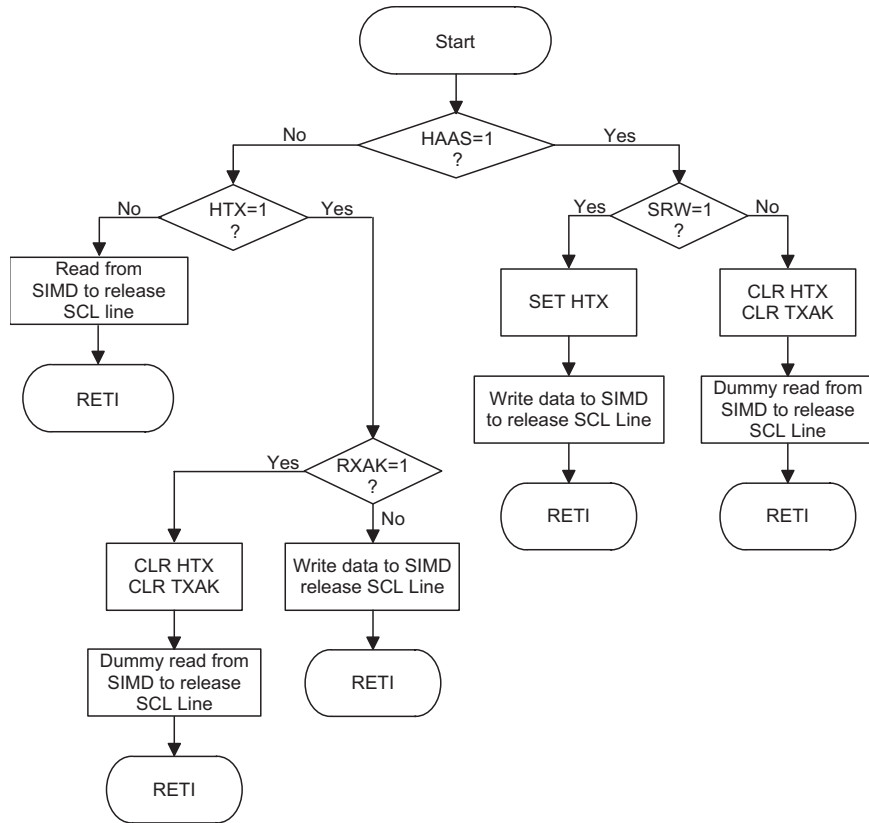 Start
HAAS=1
?
No
Yes
HTX=1
?
No
Yes
SRW=1
?
Yes
No
Read from
SIMD to release
SCL line
RETI
SET HTX
Write data to SIMD
to release SCL Line
RETI
CLR HTX
CLR TXAK
Dummy read from
SIMD to release
SCL Line
RETI
RXAK=1
?
Yes
No
CLR HTX
CLR TXAK
Dummy read from
SIMD to release
SCL Line
RETI
Write data to SIMD
release SCL Line
RETI